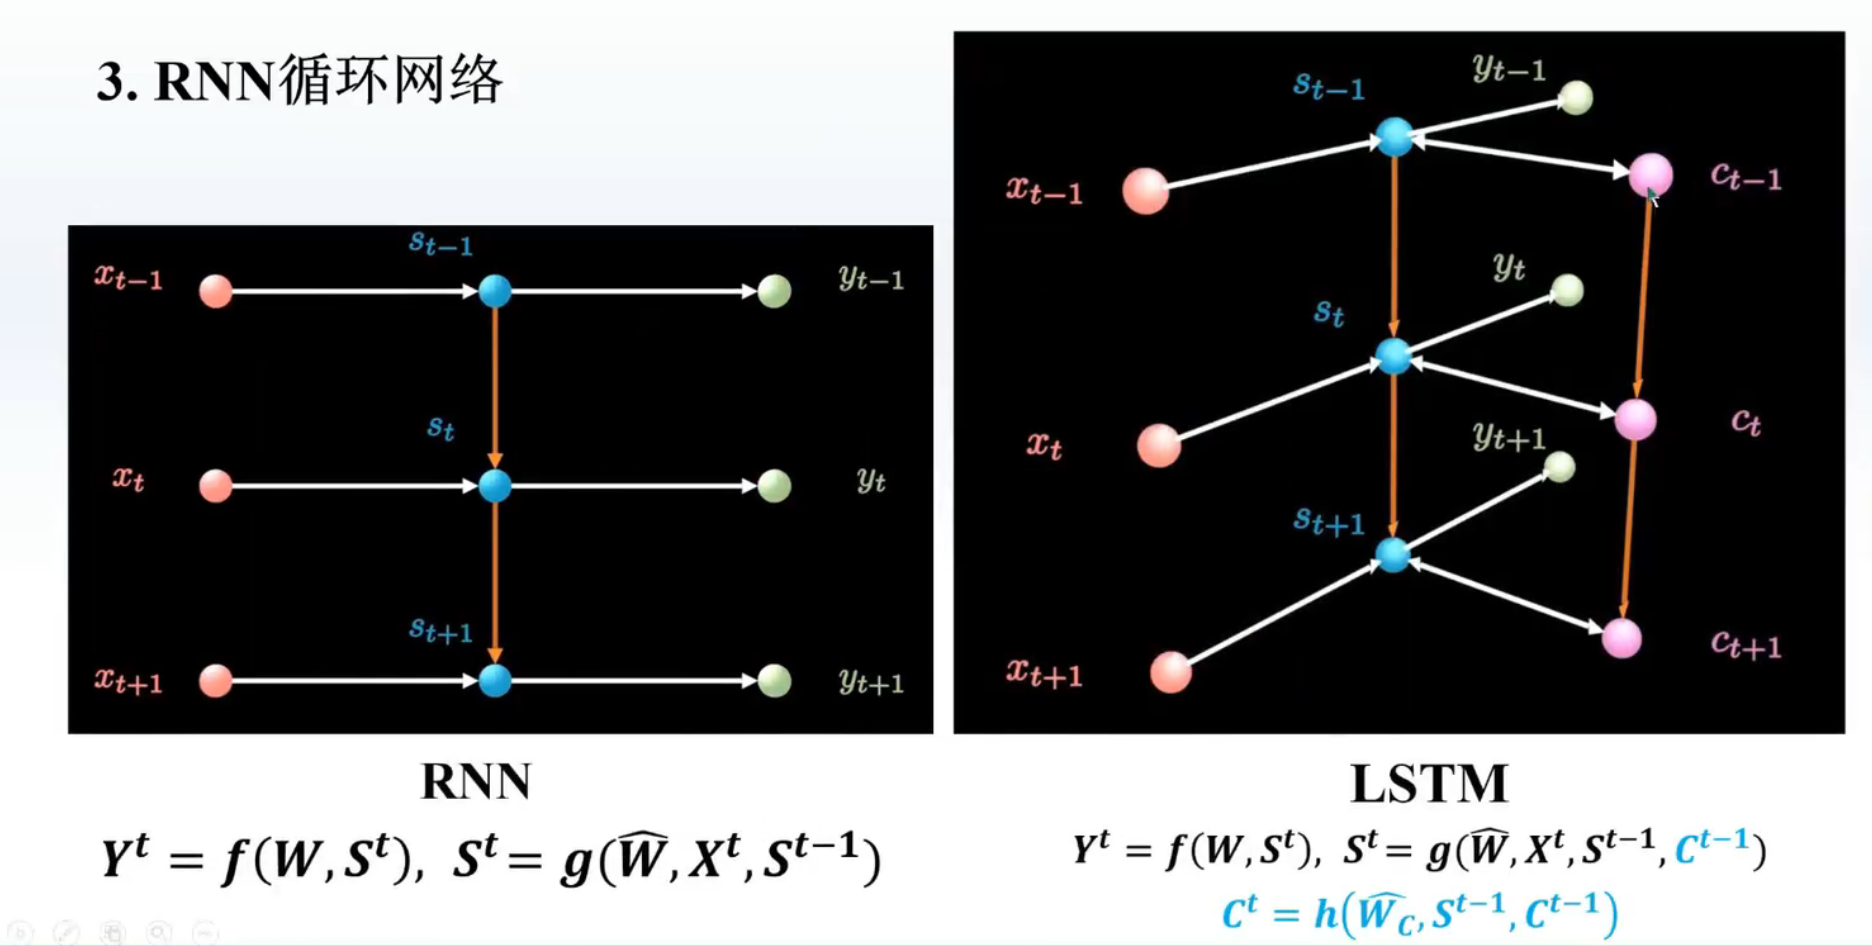 3. RNN循环网络
s_{t-1}
x_{t-1}
y_{t-1}
s_t
x_t
y_t
s_{t+1}
x_{t+1}
y_{t+1}
RNN
Y^t = f(W, S^t), S^t = g(\widehat{W}, X^t, S^{t-1})
y_{t-1}
s_{t-1}
x_{t-1}
c_{t-1}
y_t
s_t
x_t
c_t
y_{t+1}
s_{t+1}
x_{t+1}
c_{t+1}
LSTM
Y^t = f(W, S^t), S^t = g(\widehat{W}, X^t, S^{t-1}, C^{t-1})
C^t = h(\widehat{W_C}, S^{t-1}, C^{t-1})